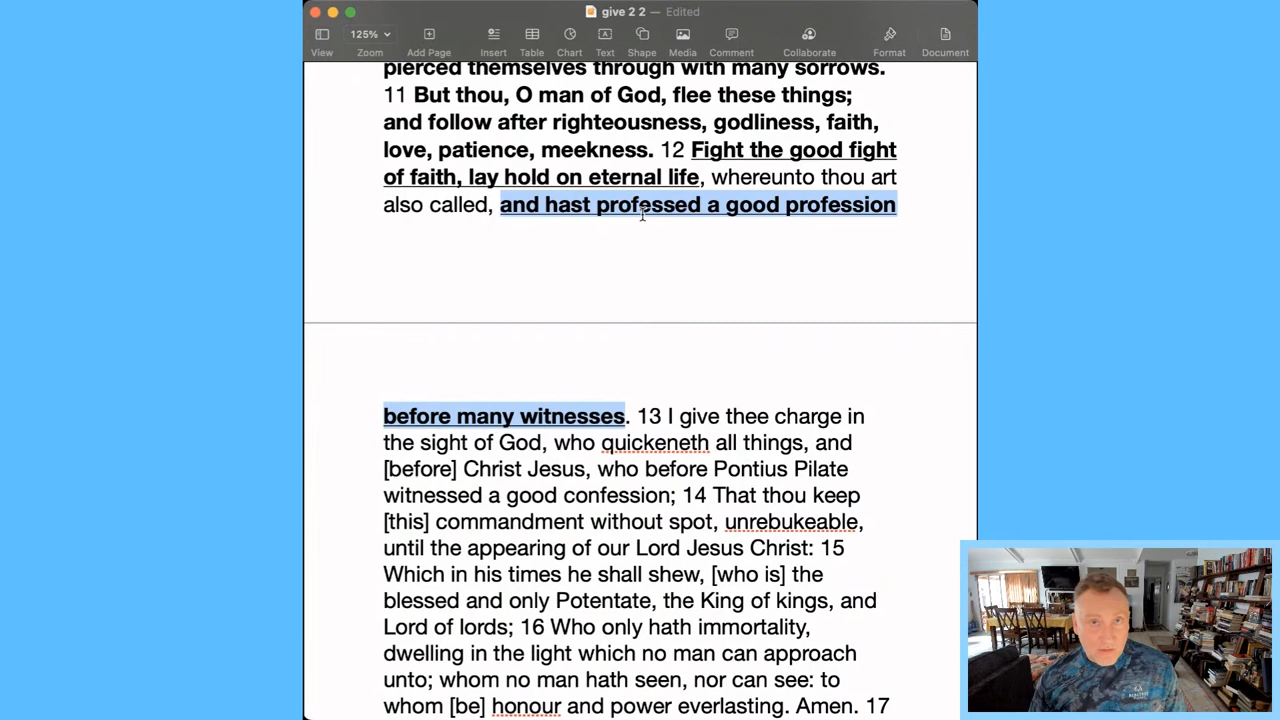 give 2 2 — Edited
125%
View Zoom Add Page Insert Table Chart Text Shape Media Comment Collaborate Format Document
pierced themselves through with many sorrows.
11 But thou, O man of God, flee these things;
and follow after righteousness, godliness, faith,
love, patience, meekness. 12 Fight the good fight
of faith, lay hold on eternal life, whereunto thou art
also called, and hast professed a good profession
before many witnesses. 13 I give thee charge in
the sight of God, who quickeneth all things, and
[before] Christ Jesus, who before Pontius Pilate
witnessed a good confession; 14 That thou keep
[this] commandment without spot, unrebukeable,
until the appearing of our Lord Jesus Christ: 15
Which in his times he shall shew, [who is] the
blessed and only Potentate, the King of kings, and
Lord of lords; 16 Who only hath immortality,
dwelling in the light which no man can approach
unto; whom no man hath seen, nor can see: to
whom [be] honour and power everlasting. Amen. 17